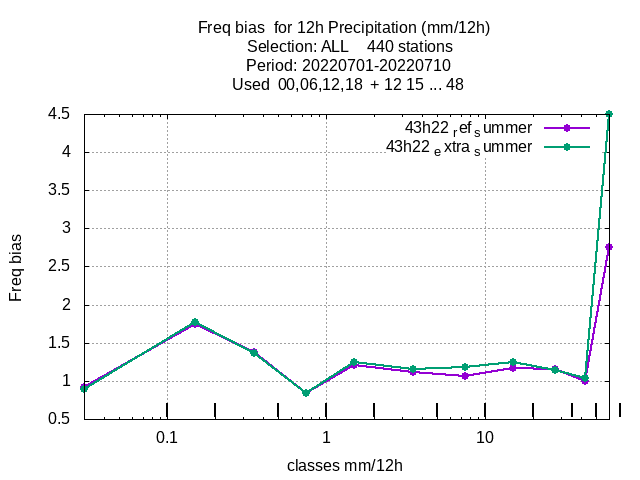 Freq bias  for 12h Precipitation (mm/12h)
Selection: ALL    440 stations
Period: 20220701-20220710
Used  00,06,12,18  + 12 15 ... 48
43h22 ref summer
43h22 extra summer
4.5
4
3.5
3
2.5
2
1.5
1
0.5
Freq bias
0.1
1
10
classes mm/12h